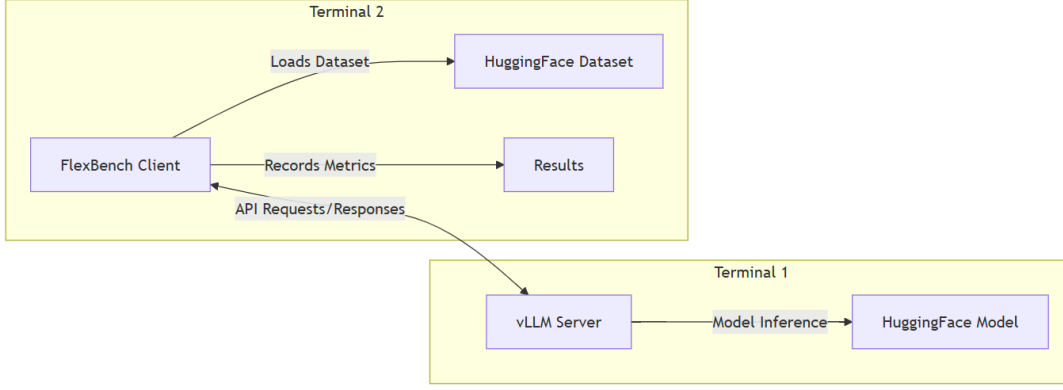 Terminal 2
Loads Dataset
HuggingFace Dataset
FlexBench Client
Records Metrics
Results
API Requests/Responses
Terminal 1
vLLM Server
Model Inference
HuggingFace Model